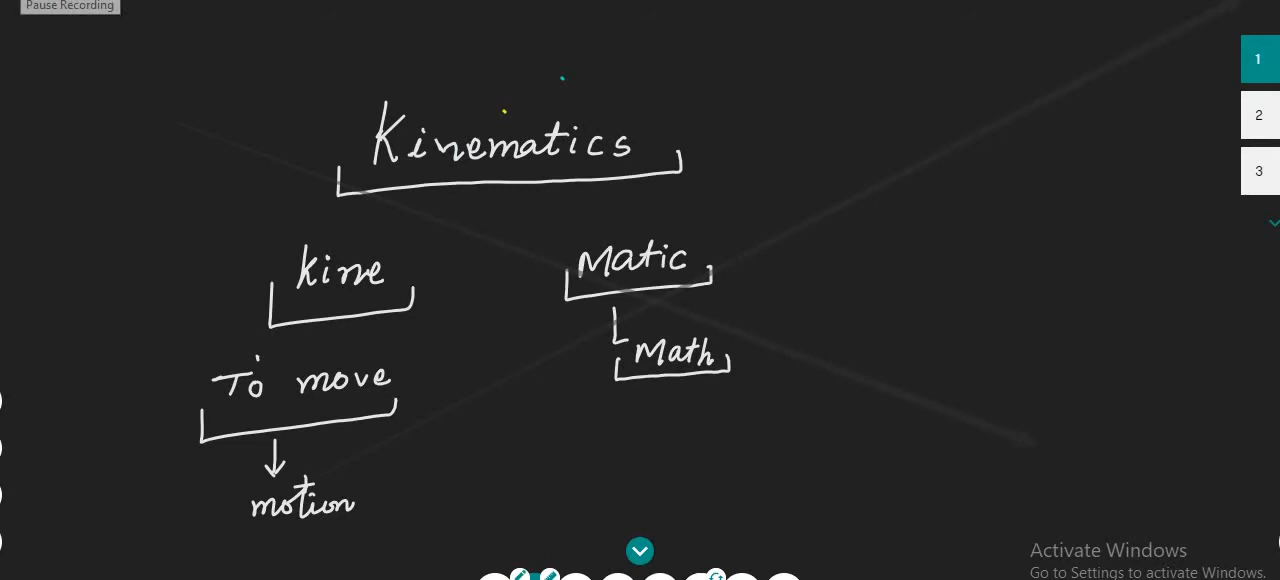 Pause Recording
1
2
3
Kinematics
Kine
Matic
Math
To move
motion
Activate Windows
Go to Settings to activate Windows.